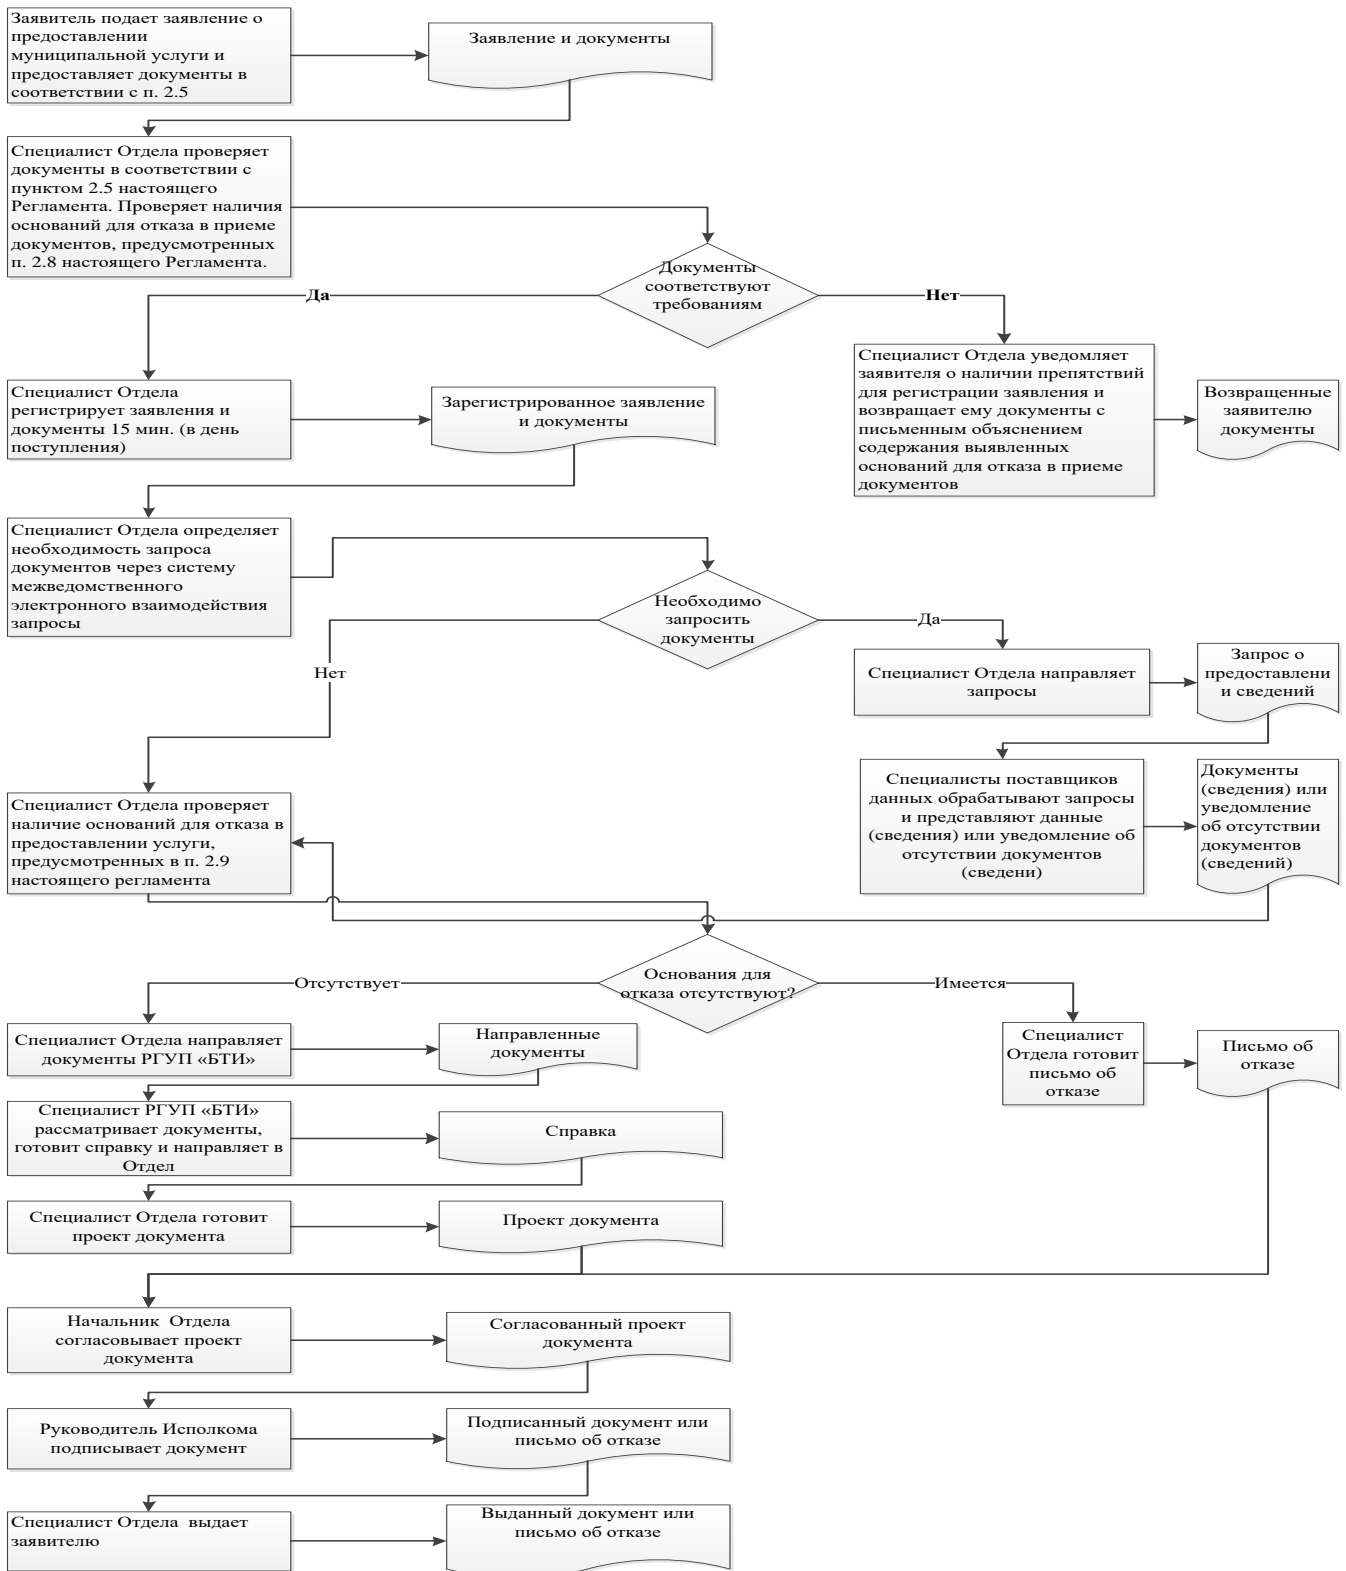 Заявитель подает заявление о
предоставлении
муниципальной услуги и
предоставляет документы в
соответствии с п. 2.5
Заявление и документы
Специалист Отдела проверяет
документы в соответствии с
пунктом 2.5 настоящего
Регламента. Проверяет наличия
оснований для отказа в приеме
документов, предусмотренных
п. 2.8 настоящего Регламента.
Документы
соответствуют
требованиям
Да
Нет
Специалист Отдела
регистрирует заявления и
документы 15 мин. (в день
поступления)
Зарегистрированное заявление
и документы
Специалист Отдела уведомляет
заявителя о наличии препятствий
для регистрации заявления и
возвращает ему документы с
письменным объяснением
содержания выявленных
оснований для отказа в приеме
документов
Возвращенные
заявителю
документы
Специалист Отдела определяет
необходимость запроса
документов через систему
межведомственного
электронного взаимодействия
запросы
Необходимо
запросить
документы
Да
Нет
Специалист Отдела направляет
запросы
Запрос о
предоставлени
и сведений
Специалисты поставщиков
данных обрабатывают запросы
и представляют данные
(сведения) или уведомление об
отсутствии документов
(сведени)
Документы
(сведения) или
уведомление
об отсутствии
документов
(сведений)
Специалист Отдела проверяет
наличие оснований для отказа в
предоставлении услуги,
предусмотренных в п. 2.9
настоящего регламента
Основания для
отказа отсутствуют?
Отсутствует
Имеется
Специалист Отдела направляет
документы РГУП «БТИ»
Направленные
документы
Специалист
Отдела готовит
письмо об
отказе
Письмо об
отказе
Специалист РГУП «БТИ»
рассматривает документы,
готовит справку и направляет в
Отдел
Справка
Специалист Отдела готовит
проект документа
Проект документа
Начальник  Отдела
согласовывает проект
документа
Согласованный проект
документа
Руководитель Исполкома
подписывает документ
Подписанный документ или
письмо об отказе
Специалист Отдела  выдает
заявителю
Выданный документ или
письмо об отказе